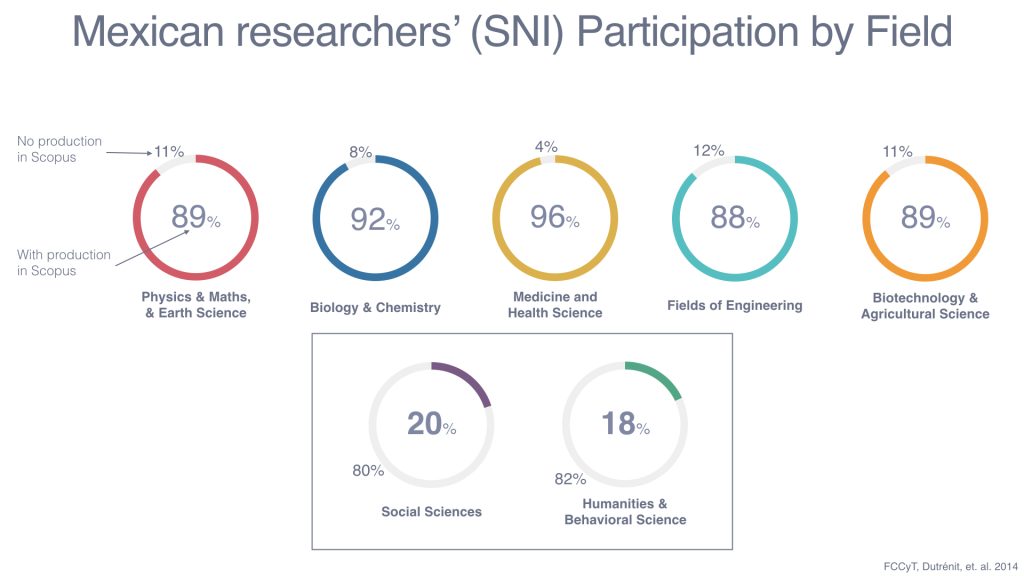 Mexican researchers’ (SNI) Participation by Field
No production
in Scopus
11%
8%
4%
12%
11%
89%
92%
96%
88%
89%
With production
in Scopus
Physics & Maths,
& Earth Science
Biology & Chemistry
Medicine and
Health Science
Fields of Engineering
Biotechnology &
Agricultural Science
20%
18%
80%
82%
Social Sciences
Humanities &
Behavioral Science
FCCyT, Dutrénit, et. al. 2014